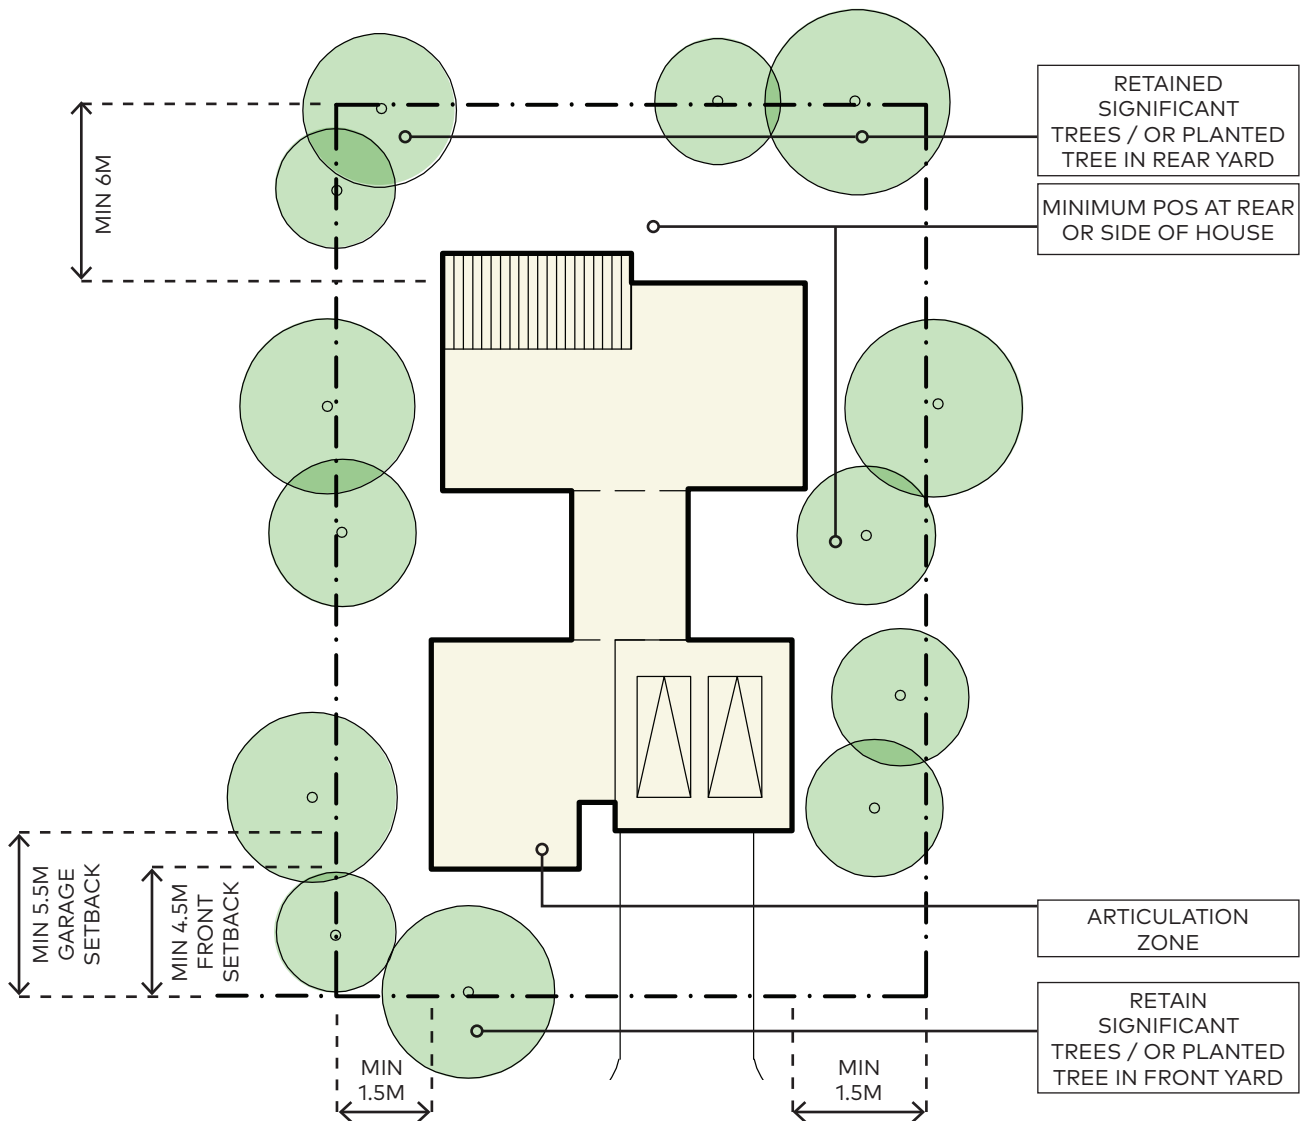 RETAINED
SIGNIFICANT
TREES / OR PLANTED
TREE IN REAR YARD
MINIMUM POS AT REAR
OR SIDE OF HOUSE
MIN 6M
MIN 5.5M
GARAGE
SETBACK
MIN 4.5M
FRONT
SETBACK
ARTICULATION
ZONE
RETAIN
SIGNIFICANT
TREES / OR PLANTED
TREE IN FRONT YARD
MIN
1.5M
MIN
1.5M